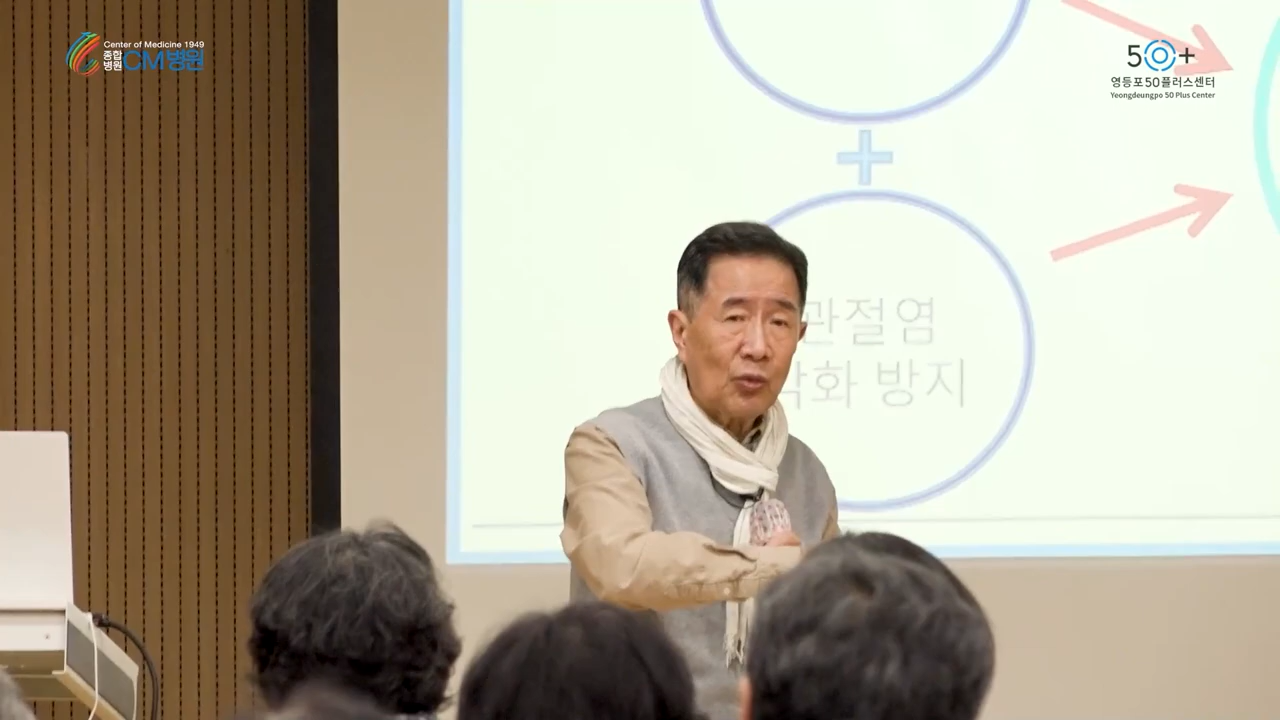 Center of Medicine 1949
종합
병원
CM병원
50+
영등포50플러스센터
Yeongdeungpo 50 Plus Center
관절염
화 방지